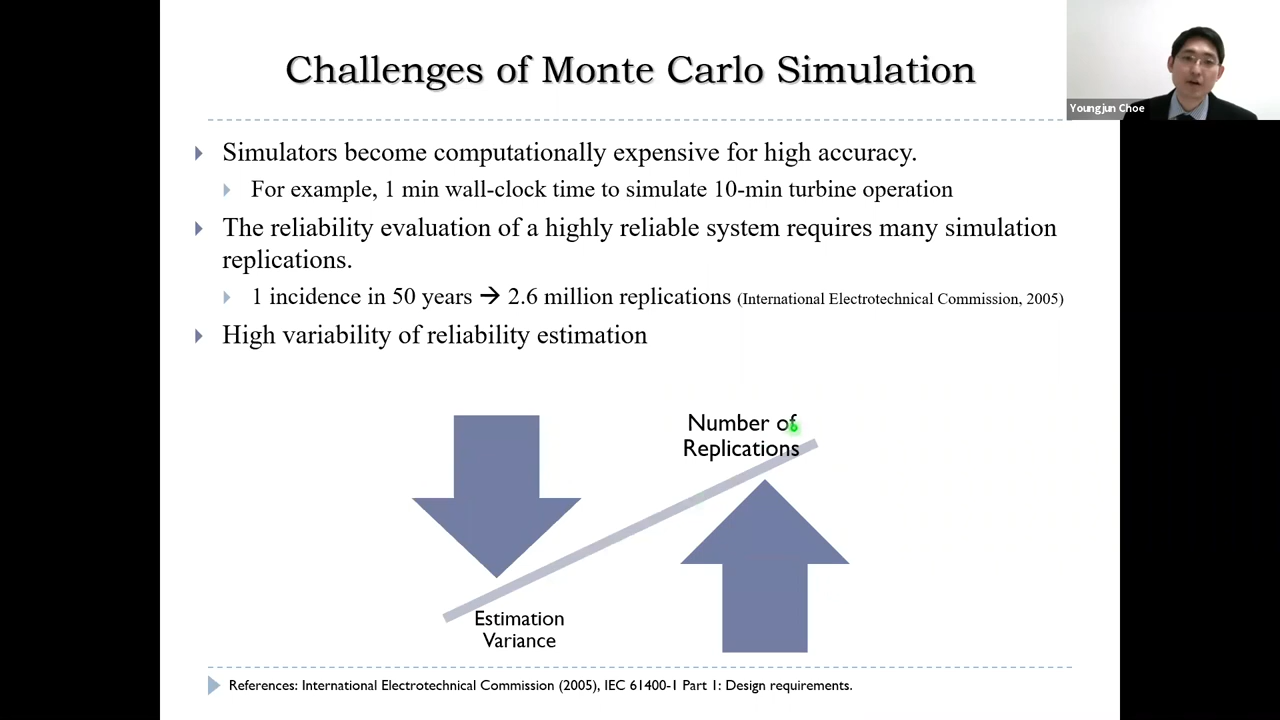 Challenges of Monte Carlo Simulation
Youngjun Choe
Simulators become computationally expensive for high accuracy.
For example, 1 min wall-clock time to simulate 10-min turbine operation
The reliability evaluation of a highly reliable system requires many simulation
replications.
1 incidence in 50 years → 2.6 million replications (International Electrotechnical Commission, 2005)
High variability of reliability estimation
Number of
Replications
Estimation
Variance
References: International Electrotechnical Commission (2005), IEC 61400-1 Part 1: Design requirements.